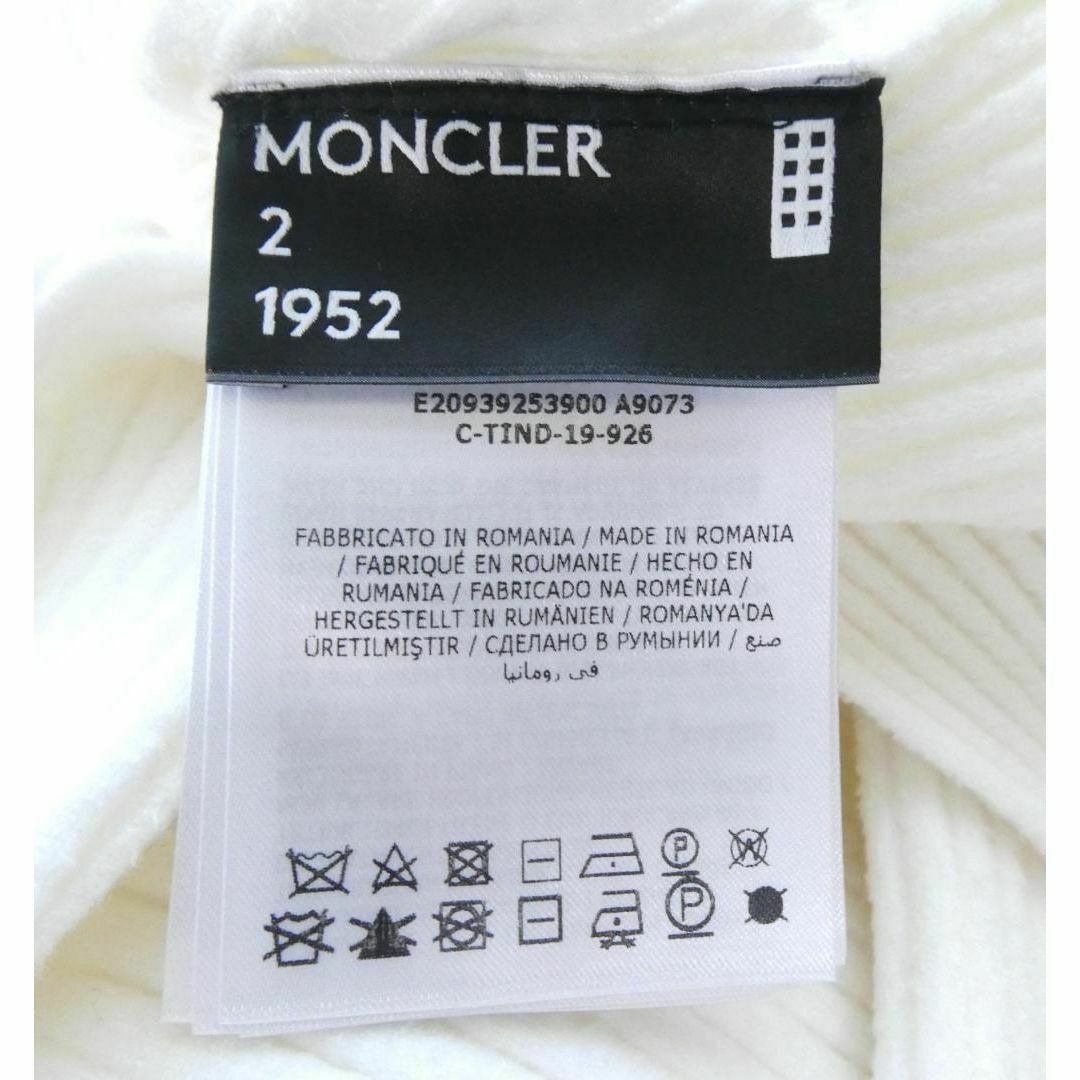 MONCLER
2
1952
E20939253900 A9073
C-TIND-19-926
FABBRICATO IN ROMANIA / MADE IN ROMANIA
/ FABRIQUÉ EN ROUMANIE / HECHO EN
RUMANIA / FABRICADO NA ROMÉNIA /
HERGESTELLT IN RUMÄNIEN / ROMANYA'DA
ÜRETILMIŞTIR / СДЕЛАНО В РУМЫНИИ / صنع
في رومانيا
P W
P